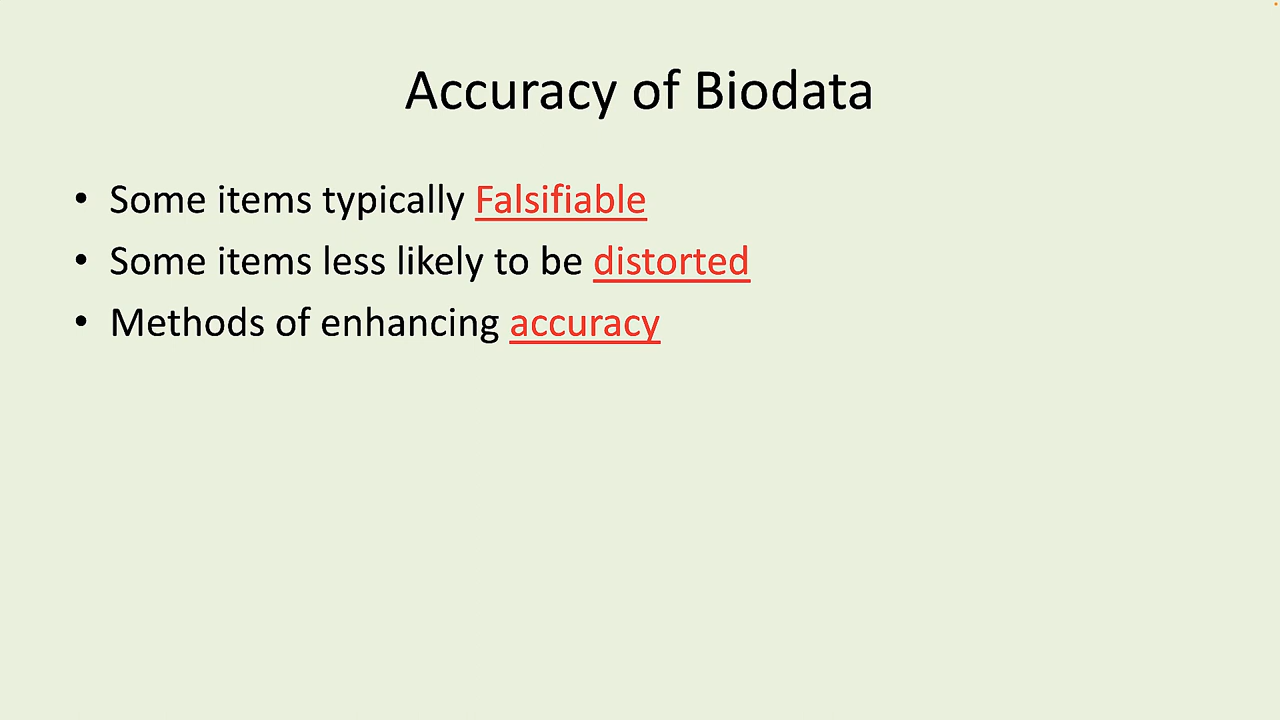 Accuracy of Biodata
• Some items typically Falsifiable
• Some items less likely to be distorted
• Methods of enhancing accuracy